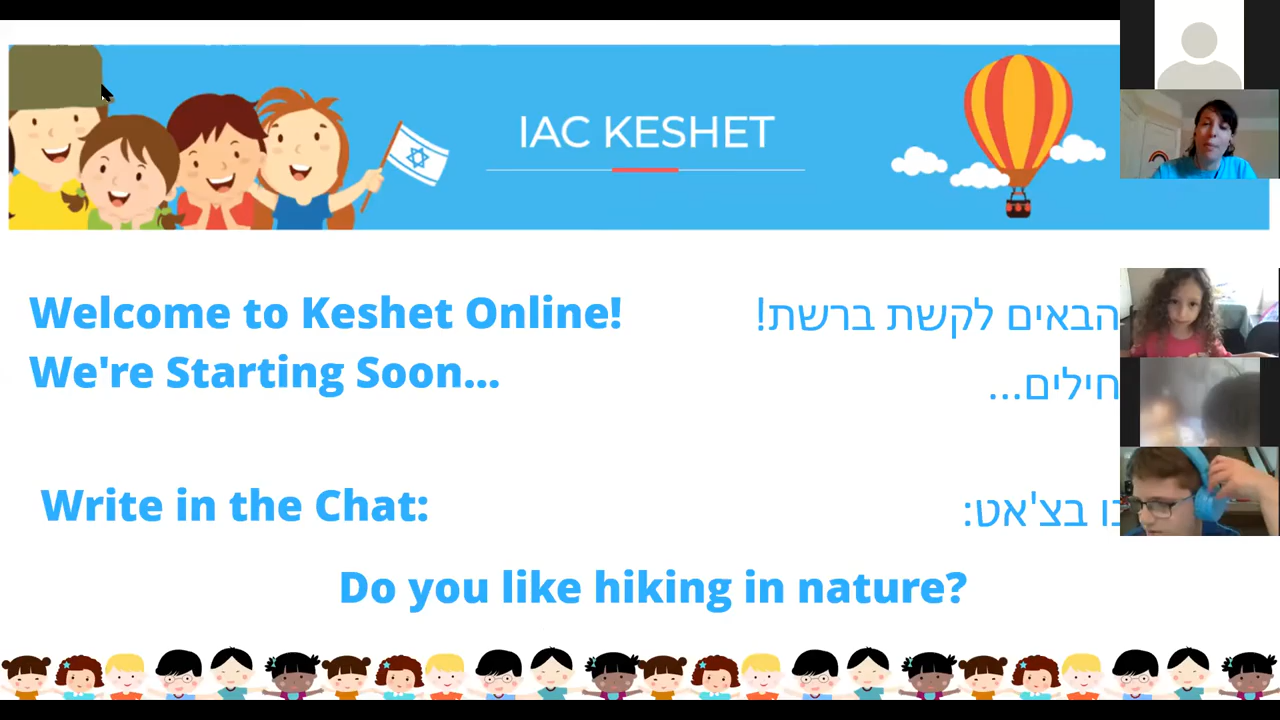 IAC KESHET
Welcome to Keshet Online!
הבאים לקשת ברשת!
We're Starting Soon...
חילים...
Write in the Chat:
בצ'אט:
Do you like hiking in nature?